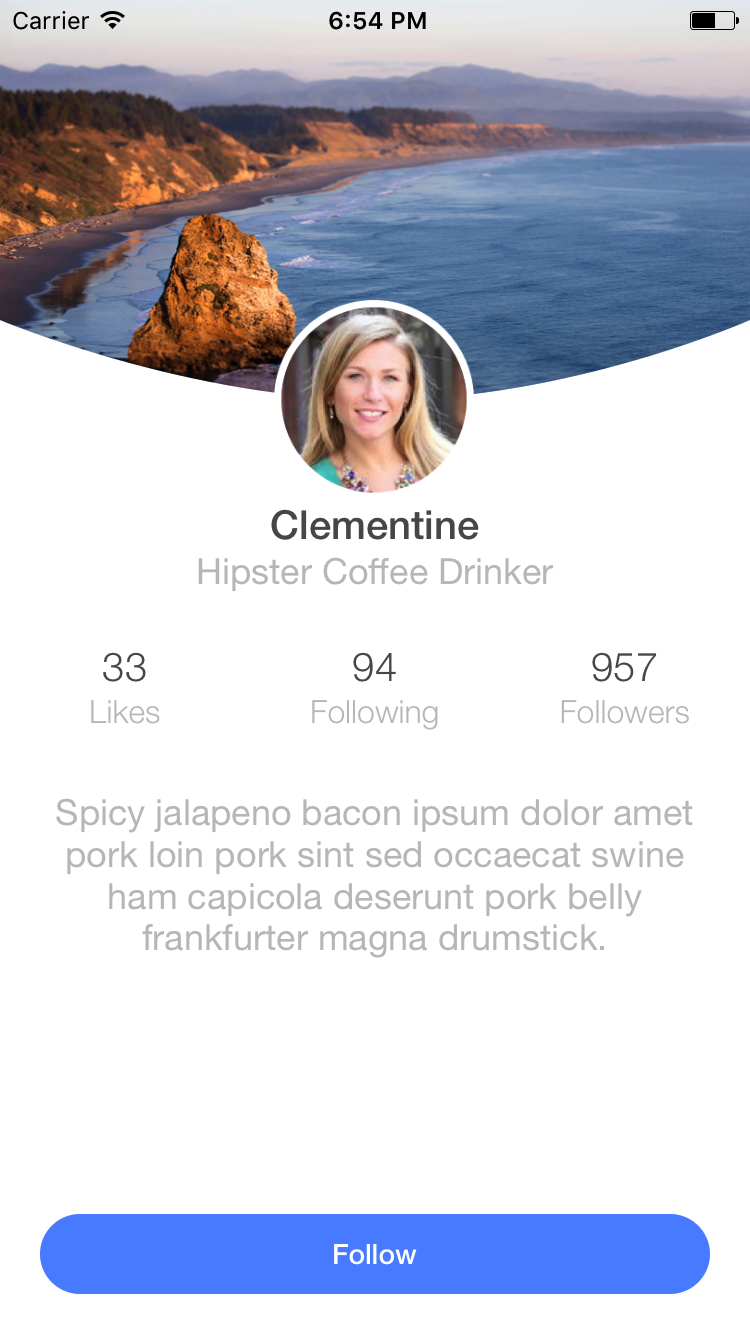 Carrier 6:54 PM
Clementine
Hipster Coffee Drinker
33 94 957
Likes Following Followers
Spicy jalapeno bacon ipsum dolor amet
pork loin pork sint sed occaecat swine
ham capicola deserunt pork belly
frankfurter magna drumstick.
Follow